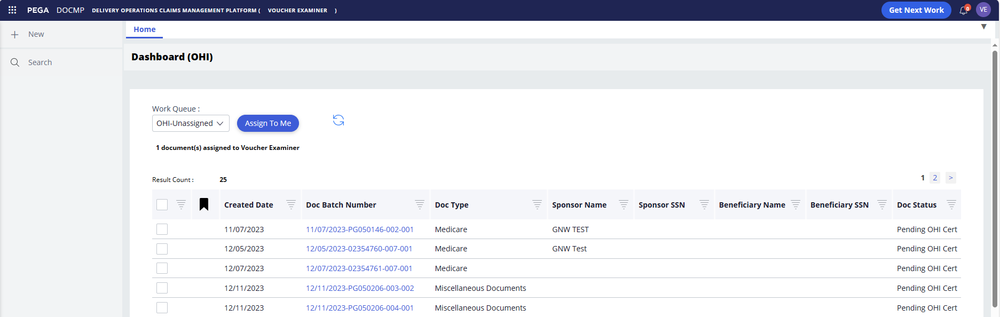 PEGA DOCMP DELIVERY OPERATIONS CLAIMS MANAGEMENT PLATFORM ( VOUCHER EXAMINER ) Get Next Work 0 VE
New
Home
Search
Dashboard (OHI)
Work Queue :
OHI-Unassigned Assign To Me
1 document(s) assigned to Voucher Examiner
Result Count : 25 1 2 >
Created Date Doc Batch Number Doc Type Sponsor Name Sponsor SSN Beneficiary Name Beneficiary SSN Doc Status
11/07/2023 11/07/2023-PG050146-002-001 Medicare GNW TEST Pending OHI Cert
12/05/2023 12/05/2023-02354760-007-001 Medicare GNW Test Pending OHI Cert
12/07/2023 12/07/2023-02354761-007-001 Medicare Pending OHI Cert
12/11/2023 12/11/2023-PG050206-003-002 Miscellaneous Documents Pending OHI Cert
12/11/2023 12/11/2023-PG050206-004-001 Miscellaneous Documents Pending OHI Cert